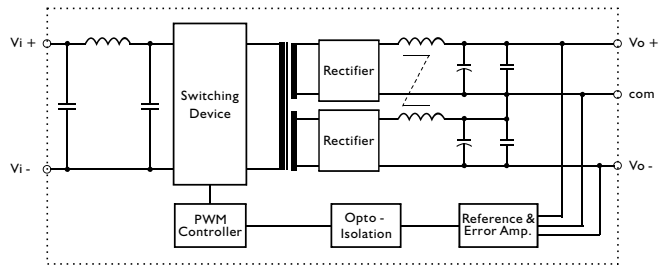 Vi +
Switching
Device
Rectifier
Vo +
com
Rectifier
Vi -
Vo -
PWM
Controller
Opto -
Isolation
Reference &
Error Amp.